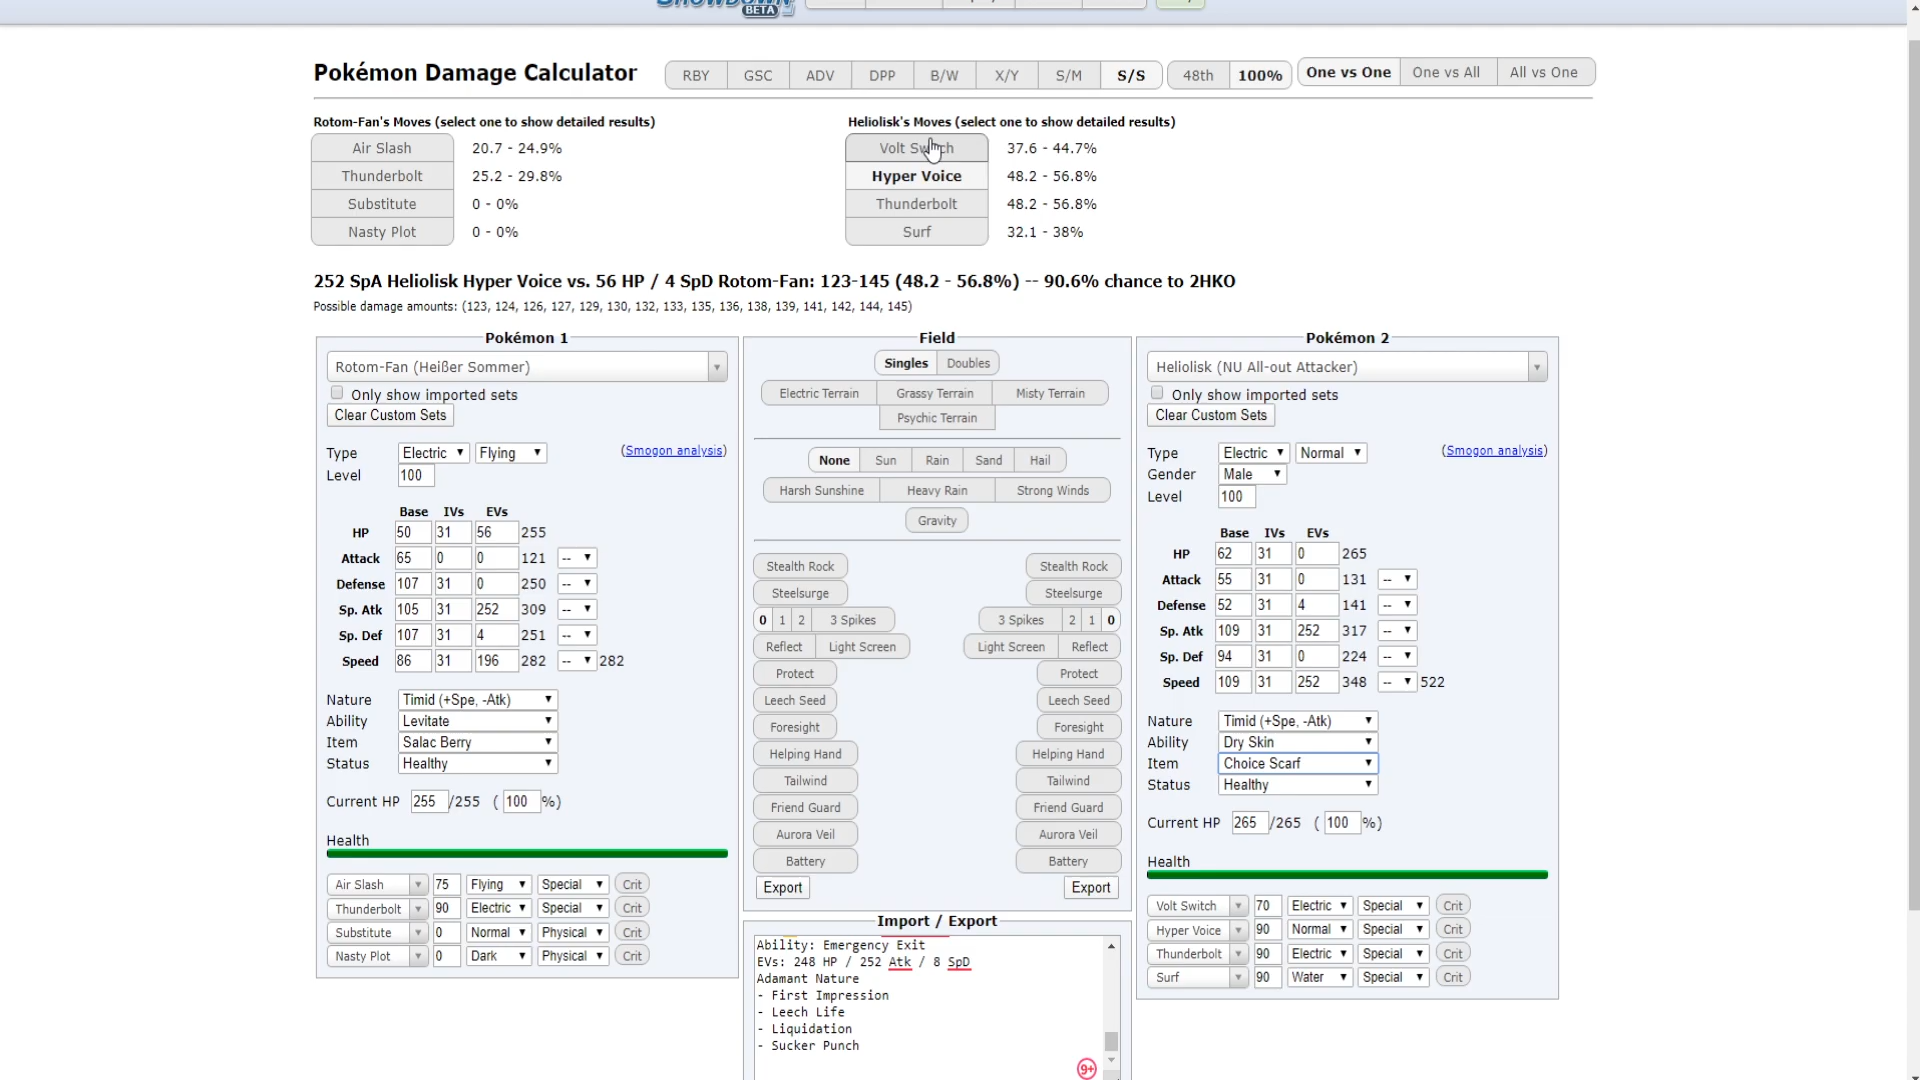 SHOWDOWN
BETA
Pokémon Damage Calculator RBY GSC ADV DPP B/W X/Y S/M S/S 48th 100% One vs One One vs All All vs One
Rotom-Fan's Moves (select one to show detailed results) Heliolisk's Moves (select one to show detailed results)
Air Slash 20.7 - 24.9% Volt Switch 37.6 - 44.7%
Thunderbolt 25.2 - 29.8% Hyper Voice 48.2 - 56.8%
Substitute 0 - 0% Thunderbolt 48.2 - 56.8%
Nasty Plot 0 - 0% Surf 32.1 - 38%
252 SpA Heliolisk Hyper Voice vs. 56 HP / 4 SpD Rotom-Fan: 123-145 (48.2 - 56.8%) -- 90.6% chance to 2HKO
Possible damage amounts: (123, 124, 126, 127, 129, 130, 132, 133, 135, 136, 138, 139, 141, 142, 144, 145)
Pokémon 1
Rotom-Fan (Heißer Sommer)
Only show imported sets
Clear Custom Sets
Type Electric Flying (Smogon analysis)
Level 100
Base IVs EVs
HP 50 31 56 255
Attack 65 0 0 121 --
Defense 107 31 0 250 --
Sp. Atk 105 31 252 309 --
Sp. Def 107 31 4 251 --
Speed 86 31 196 282 -- 282
Nature Timid (+Spe, -Atk)
Ability Levitate
Item Salac Berry
Status Healthy
Current HP 255 /255 ( 100 %)
Health
Air Slash 75 Flying Special Crit
Thunderbolt 90 Electric Special Crit
Substitute 0 Normal Physical Crit
Nasty Plot 0 Dark Physical Crit
Field
Singles Doubles
Electric Terrain Grassy Terrain Misty Terrain
Psychic Terrain
None Sun Rain Sand Hail
Harsh Sunshine Heavy Rain Strong Winds
Gravity
Stealth Rock Stealth Rock
Steelsurge Steelsurge
0 1 2 3 Spikes 3 Spikes 2 1 0
Reflect Light Screen Light Screen Reflect
Protect Protect
Leech Seed Leech Seed
Foresight Foresight
Helping Hand Helping Hand
Tailwind Tailwind
Friend Guard Friend Guard
Aurora Veil Aurora Veil
Battery Battery
Export Export
Import / Export
Ability: Emergency Exit
EVs: 248 HP / 252 Atk / 8 SpD
Adamant Nature
- First Impression
- Leech Life
- Liquidation
- Sucker Punch
9+
Pokémon 2
Heliolisk (NU All-out Attacker)
Only show imported sets
Clear Custom Sets
Type Electric Normal (Smogon analysis)
Gender Male
Level 100
Base IVs EVs
HP 62 31 0 265
Attack 55 31 0 131 --
Defense 52 31 4 141 --
Sp. Atk 109 31 252 317 --
Sp. Def 94 31 0 224 --
Speed 109 31 252 348 -- 522
Nature Timid (+Spe, -Atk)
Ability Dry Skin
Item Choice Scarf
Status Healthy
Current HP 265 /265 ( 100 %)
Health
Volt Switch 70 Electric Special Crit
Hyper Voice 90 Normal Special Crit
Thunderbolt 90 Electric Special Crit
Surf 90 Water Special Crit